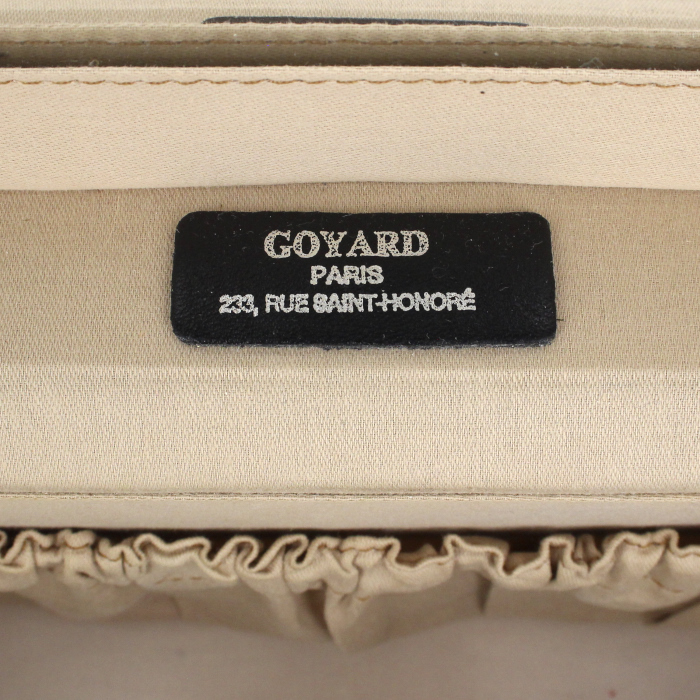 GOYARD
PARIS
233, RUE SAINT-HONORÉ